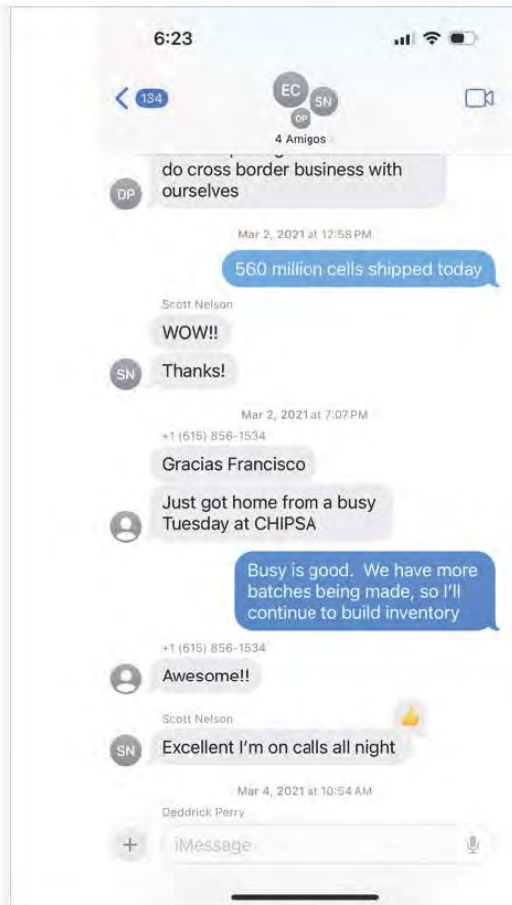 6:23
134
EC
SN
DP
4 Amigos
do cross border business with
ourselves
DP
Mar 2, 2021 at 12:58 PM
560 million cells shipped today
Scott Nelson
WOW!!
Thanks!
SN
Mar 2, 2021 at 7:07 PM
+1 (615) 856-1534
Gracias Francisco
Just got home from a busy
Tuesday at CHIPSA
Busy is good. We have more
batches being made, so I'll
continue to build inventory
+1 (615) 856-1534
Awesome!!
Scott Nelson
Excellent I'm on calls all night
SN
Mar 4, 2021 at 10:54 AM
Deddrick Perry
iMessage